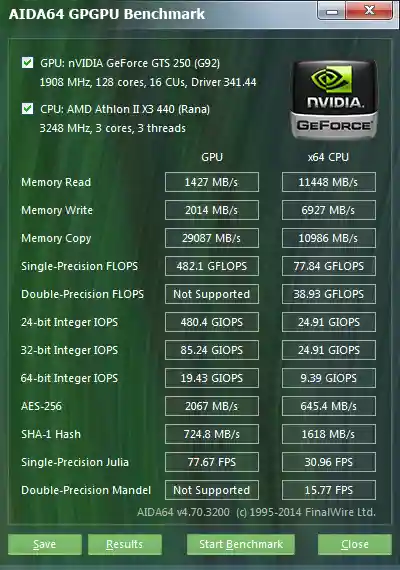 AIDA64 GPGPU Benchmark
GPU: nVIDIA GeForce GTS 250 (G92)
1908 MHz, 128 cores, 16 CUs, Driver 341.44
CPU: AMD Athlon II X3 440 (Rana)
3248 MHz, 3 cores, 3 threads
NVIDIA.
GEFORCE
GPU x64 CPU
Memory Read 1427 MB/s 11448 MB/s
Memory Write 2014 MB/s 6927 MB/s
Memory Copy 29087 MB/s 10986 MB/s
Single-Precision FLOPS 482.1 GFLOPS 77.84 GFLOPS
Double-Precision FLOPS Not Supported 38.93 GFLOPS
24-bit Integer IOPS 480.4 GIOPS 24.91 GIOPS
32-bit Integer IOPS 85.24 GIOPS 24.91 GIOPS
64-bit Integer IOPS 19.43 GIOPS 9.39 GIOPS
AES-256 2067 MB/s 645.4 MB/s
SHA-1 Hash 724.8 MB/s 1618 MB/s
Single-Precision Julia 77.67 FPS 30.96 FPS
Double-Precision Mandel Not Supported 15.77 FPS
AIDA64 v4.70.3200 (c) 1995-2014 FinalWire Ltd.
Save Results Start Benchmark Close